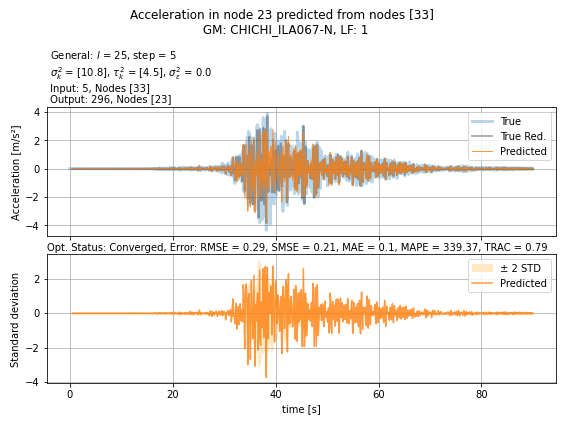 Acceleration in node 23 predicted from nodes [33]
GM: CHICHI_ILA067-N, LF: 1
General: l = 25, step = 5
σ²ₖ = [10.8], τ²ₖ = [4.5], σ²ₑ = 0.0
Input: 5, Nodes [33]
Output: 296, Nodes [23]
Acceleration [m/s²]
4
2
0
−2
−4
True
True Red.
Predicted
Opt. Status: Converged, Error: RMSE = 0.29, SMSE = 0.21, MAE = 0.1, MAPE = 339.37, TRAC = 0.79
Standard deviation
2
0
−2
−4
± 2 STD
Predicted
0 20 40 60 80
time [s]